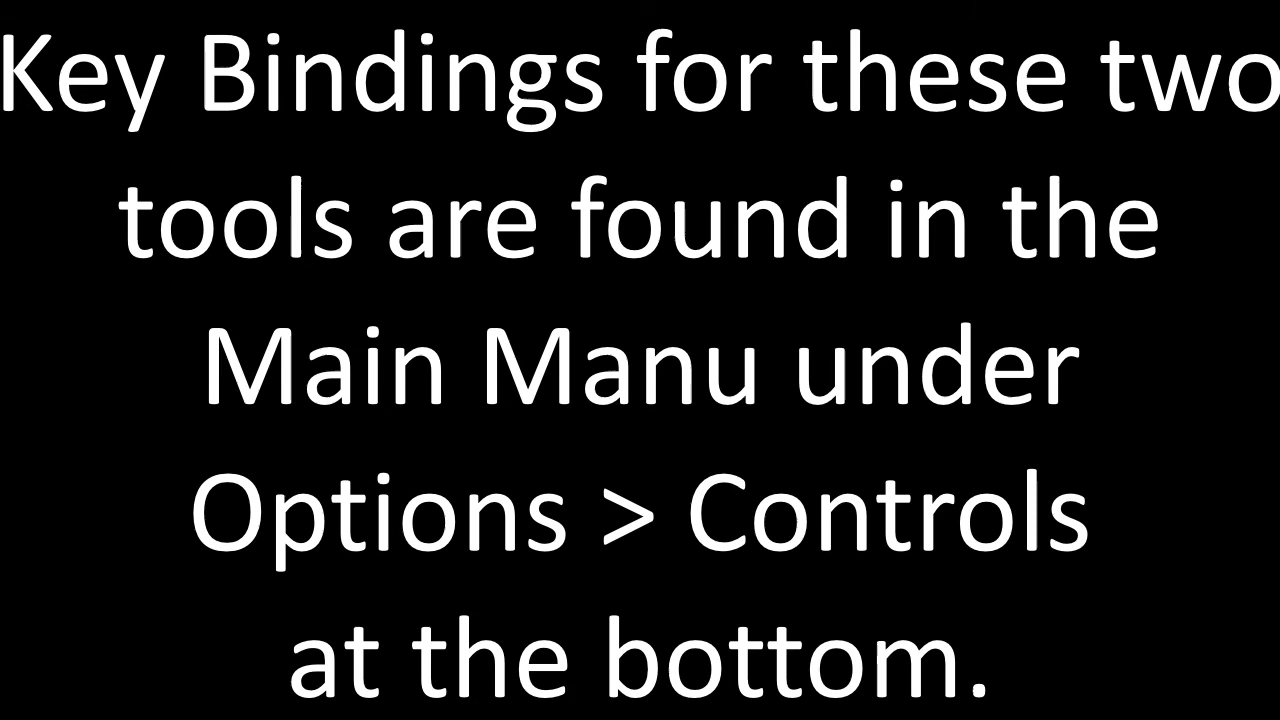 Key Bindings for these two
tools are found in the
Main Manu under
Options > Controls
at the bottom.